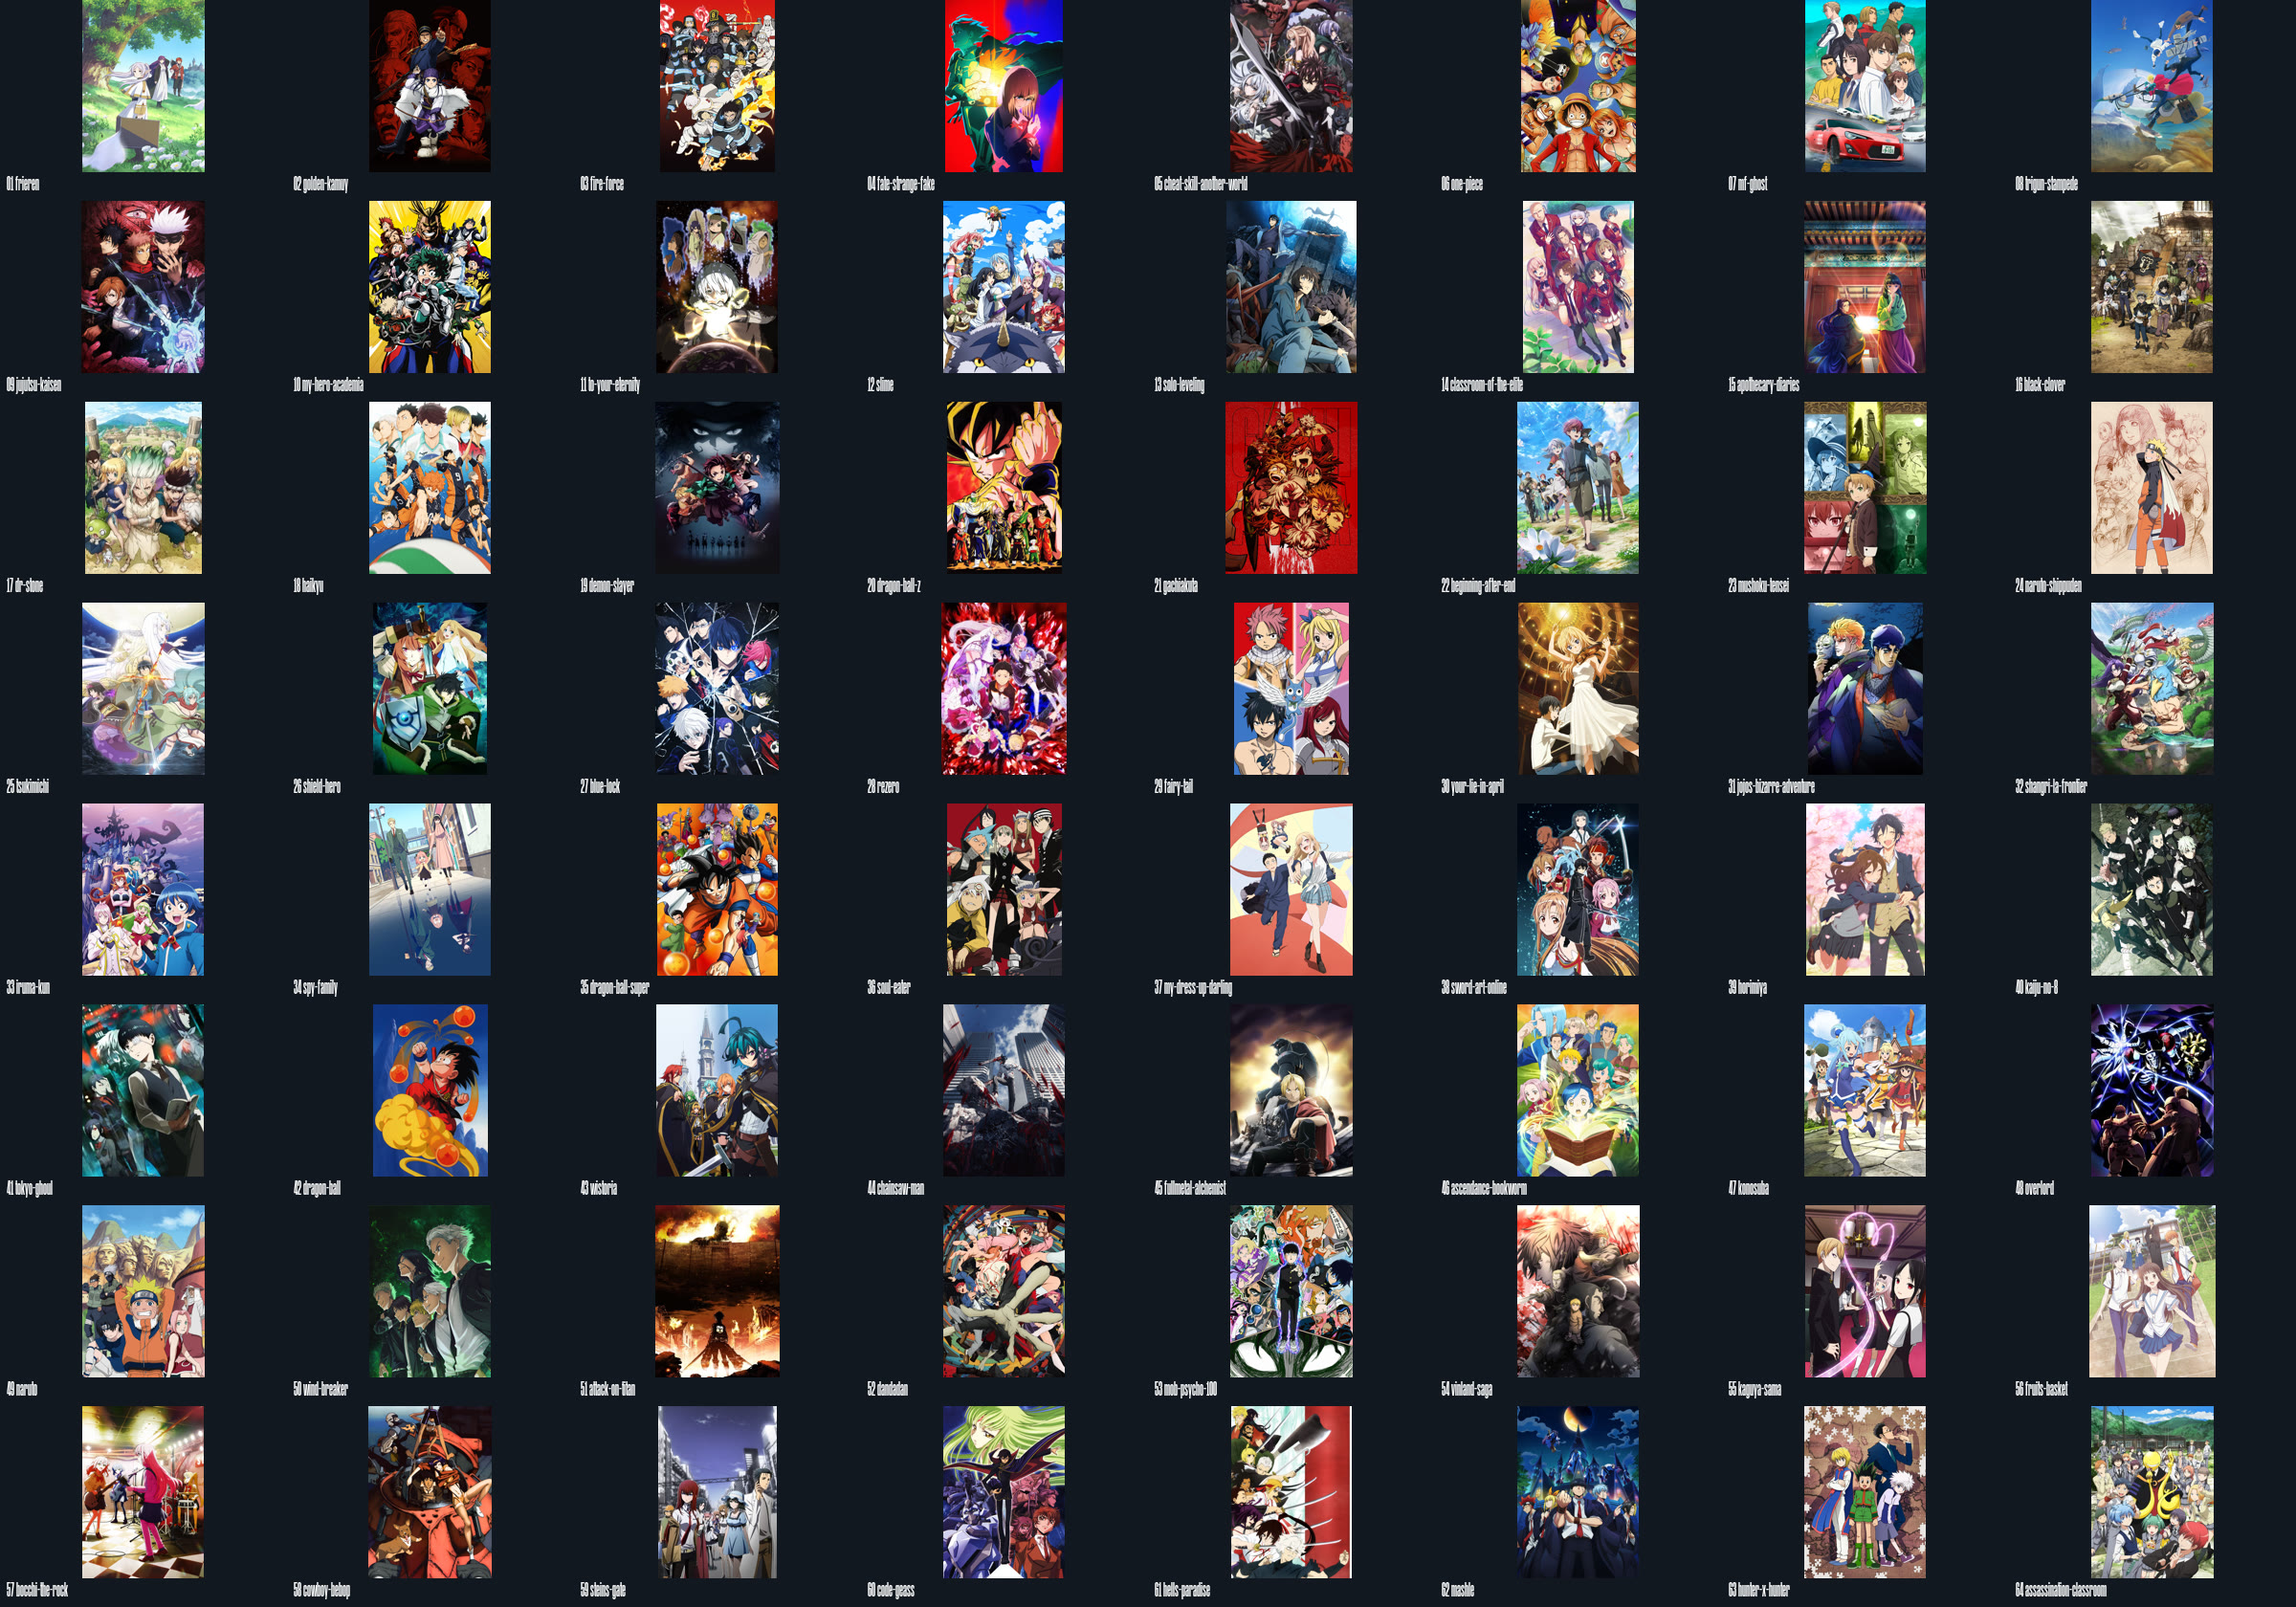 01 frieren
02 golden-kamuy
03 fire-force
04 fate-strange-fake
05 cheat-skill-another-world
06 one-piece
07 mf-ghost
08 trigun-stampede
09 jujutsu-kaisen
10 my-hero-academia
11 to-your-eternity
12 slime
13 solo-leveling
14 classroom-of-the-elite
15 apothecary-diaries
16 black-clover
17 dr-stone
18 haikyu
19 demon-slayer
20 dragon-ball-z
21 gachiakuta
22 beginning-after-end
23 mushoku-tensei
24 naruto-shippuden
25 tsukimichi
26 shield-hero
27 blue-lock
28 rezero
29 fairy-tail
30 your-lie-in-april
31 jojos-bizarre-adventure
32 shangri-la-frontier
33 iruma-kun
34 spy-family
35 dragon-ball-super
36 soul-eater
37 my-dress-up-darling
38 sword-art-online
39 horimiya
40 kaiju-no-8
41 tokyo-ghoul
42 dragon-ball
43 wistoria
44 chainsaw-man
45 fullmetal-alchemist
46 ascendance-bookworm
47 konosuba
48 overlord
49 naruto
50 wind-breaker
51 attack-on-titan
52 dandadan
53 mob-psycho-100
54 vinland-saga
55 kaguya-sama
56 fruits-basket
57 bocchi-the-rock
58 cowboy-bebop
59 steins-gate
60 code-geass
61 hells-paradise
62 mashle
63 hunter-x-hunter
64 assassination-classroom